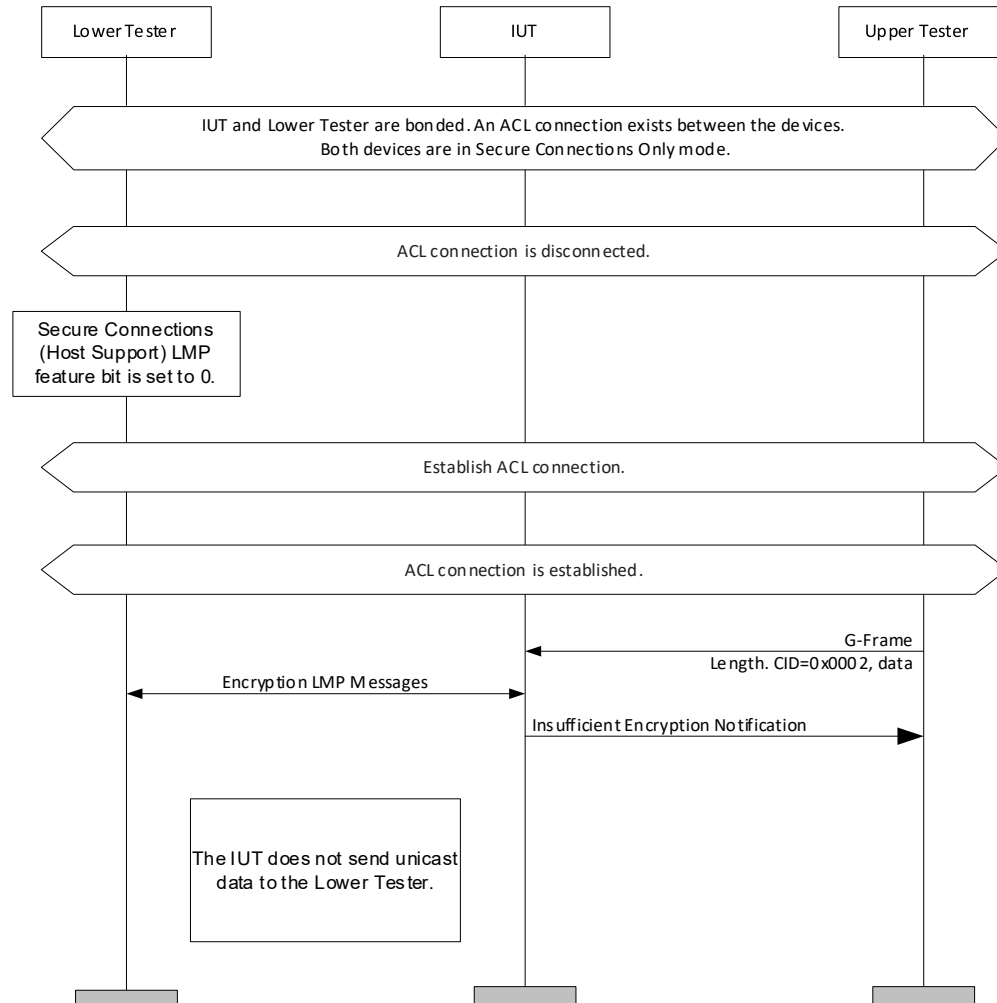 Lower Tester
IUT
Upper Tester
IUT and Lower Tester are bonded. An ACL connection exists between the devices.
Both devices are in Secure Connections Only mode.
ACL connection is disconnected.
Secure Connections
(Host Support) LMP
feature bit is set to 0.
Establish ACL connection.
ACL connection is established.
G-Frame
Length. CID=0x0002, data
Encryption LMP Messages
Insufficient Encryption Notification
The IUT does not send unicast
data to the Lower Tester.